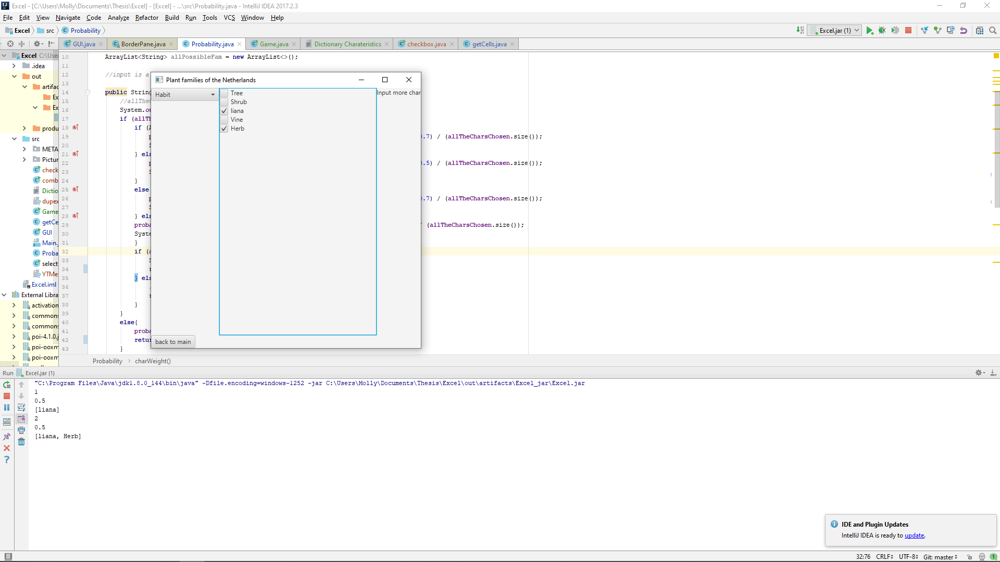 Excel - [C:\Users\Molly\Documents\Thesis\Excel] - [Excel] - ...\src\Probability.java - IntelliJ IDEA 2017.2.3
File Edit View Navigate Code Analyze Refactor Build Run Tools VCS Window Help
Excel src Probability Excel.jar (1)
GUI.java BorderPane.java Probability.java Game.java Dictionary Charateristics checkbox.java getCells.java
Excel C:\User
.idea
out
artifac
Ex
Ex
produ
src
META
Pictur
check
comb
Dictio
dupex
Game
getCe
GUI
Main.
Proba
select
YTMe
Excel.iml
External Libra
activation
commons
commons
poi-4.1.0.j
poi-ooxm
poi-ooxm
10 ArrayList<String> allPossibleFam = new ArrayList<>();
11
12 //input is a
13
14 public String
15 //allTheC
16 System.ou
17 if (allTh
18 if (A
19 p .7) / (allTheCharsChosen.size());
20 S
21 } els
22 p .5) / (allTheCharsChosen.size());
23 S
24 }
25 else
26 p .7) / (allTheCharsChosen.size());
27 S
28 } els
29 proba / (allTheCharsChosen.size());
30 Syste
31 }
32 if (a
33 S
34 r
35 } els
36 /
37 r
38 }
39 }
40 else{
41 proba
42 retur
43 }
Plant families of the Netherlands
Habit
Tree
Shrub
liana
Vine
Herb
Input more char
back to main
Probability charWeight()
Run Excel.jar (1)
"C:\Program Files\Java\jdk1.8.0_144\bin\java" -Dfile.encoding=windows-1252 -jar C:\Users\Molly\Documents\Thesis\Excel\out\artifacts\Excel_jar\Excel.jar
1
0.5
[liana]
2
0.5
[liana, Herb]
IDE and Plugin Updates
IntelliJ IDEA is ready to update.
32:76 CRLF UTF-8 Git: master 1